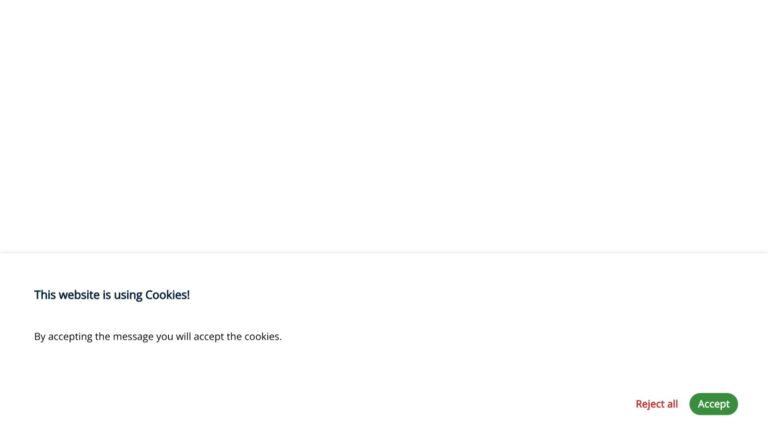 This website is using Cookies!
By accepting the message you will accept the cookies.
Reject all
Accept